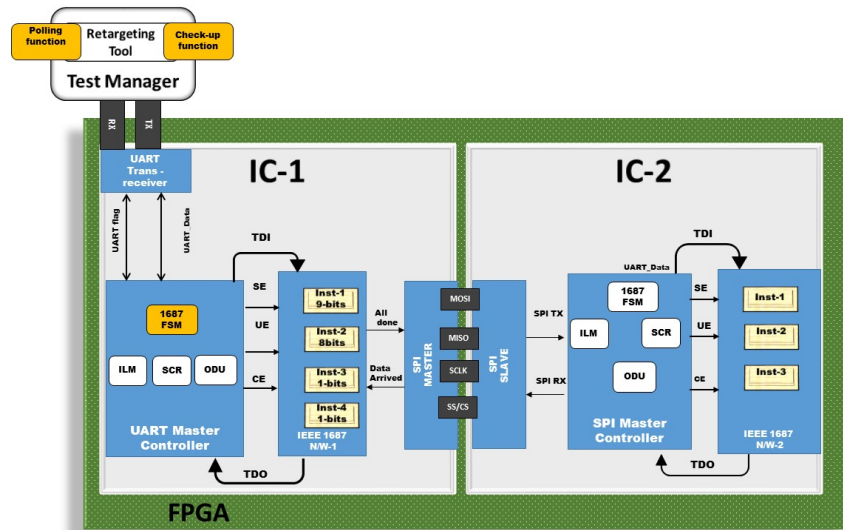 Polling
function
Retargeting
Tool
Check-up
function
Test Manager
RX
TX
UART
Trans -
receiver
IC-1
IC-2
UART flag
UART_Data
TDI
SE
UE
CE
1687
FSM
ILM
SCR
ODU
UART Master
Controller
TDO
Inst-1
9-bits
Inst-2
8bits
Inst-3
1-bits
Inst-4
1-bits
IEEE 1687
N/W-1
All
done
Data
Arrived
SPI
MASTER
MOSI
MISO
SCLK
SS/CS
SPI
SLAVE
SPI TX
SPI RX
UART_Data
TDI
1687
FSM
ILM
SCR
ODU
SPI Master
Controller
SE
UE
CE
Inst-1
Inst-2
Inst-3
IEEE 1687
N/W-2
TDO
FPGA